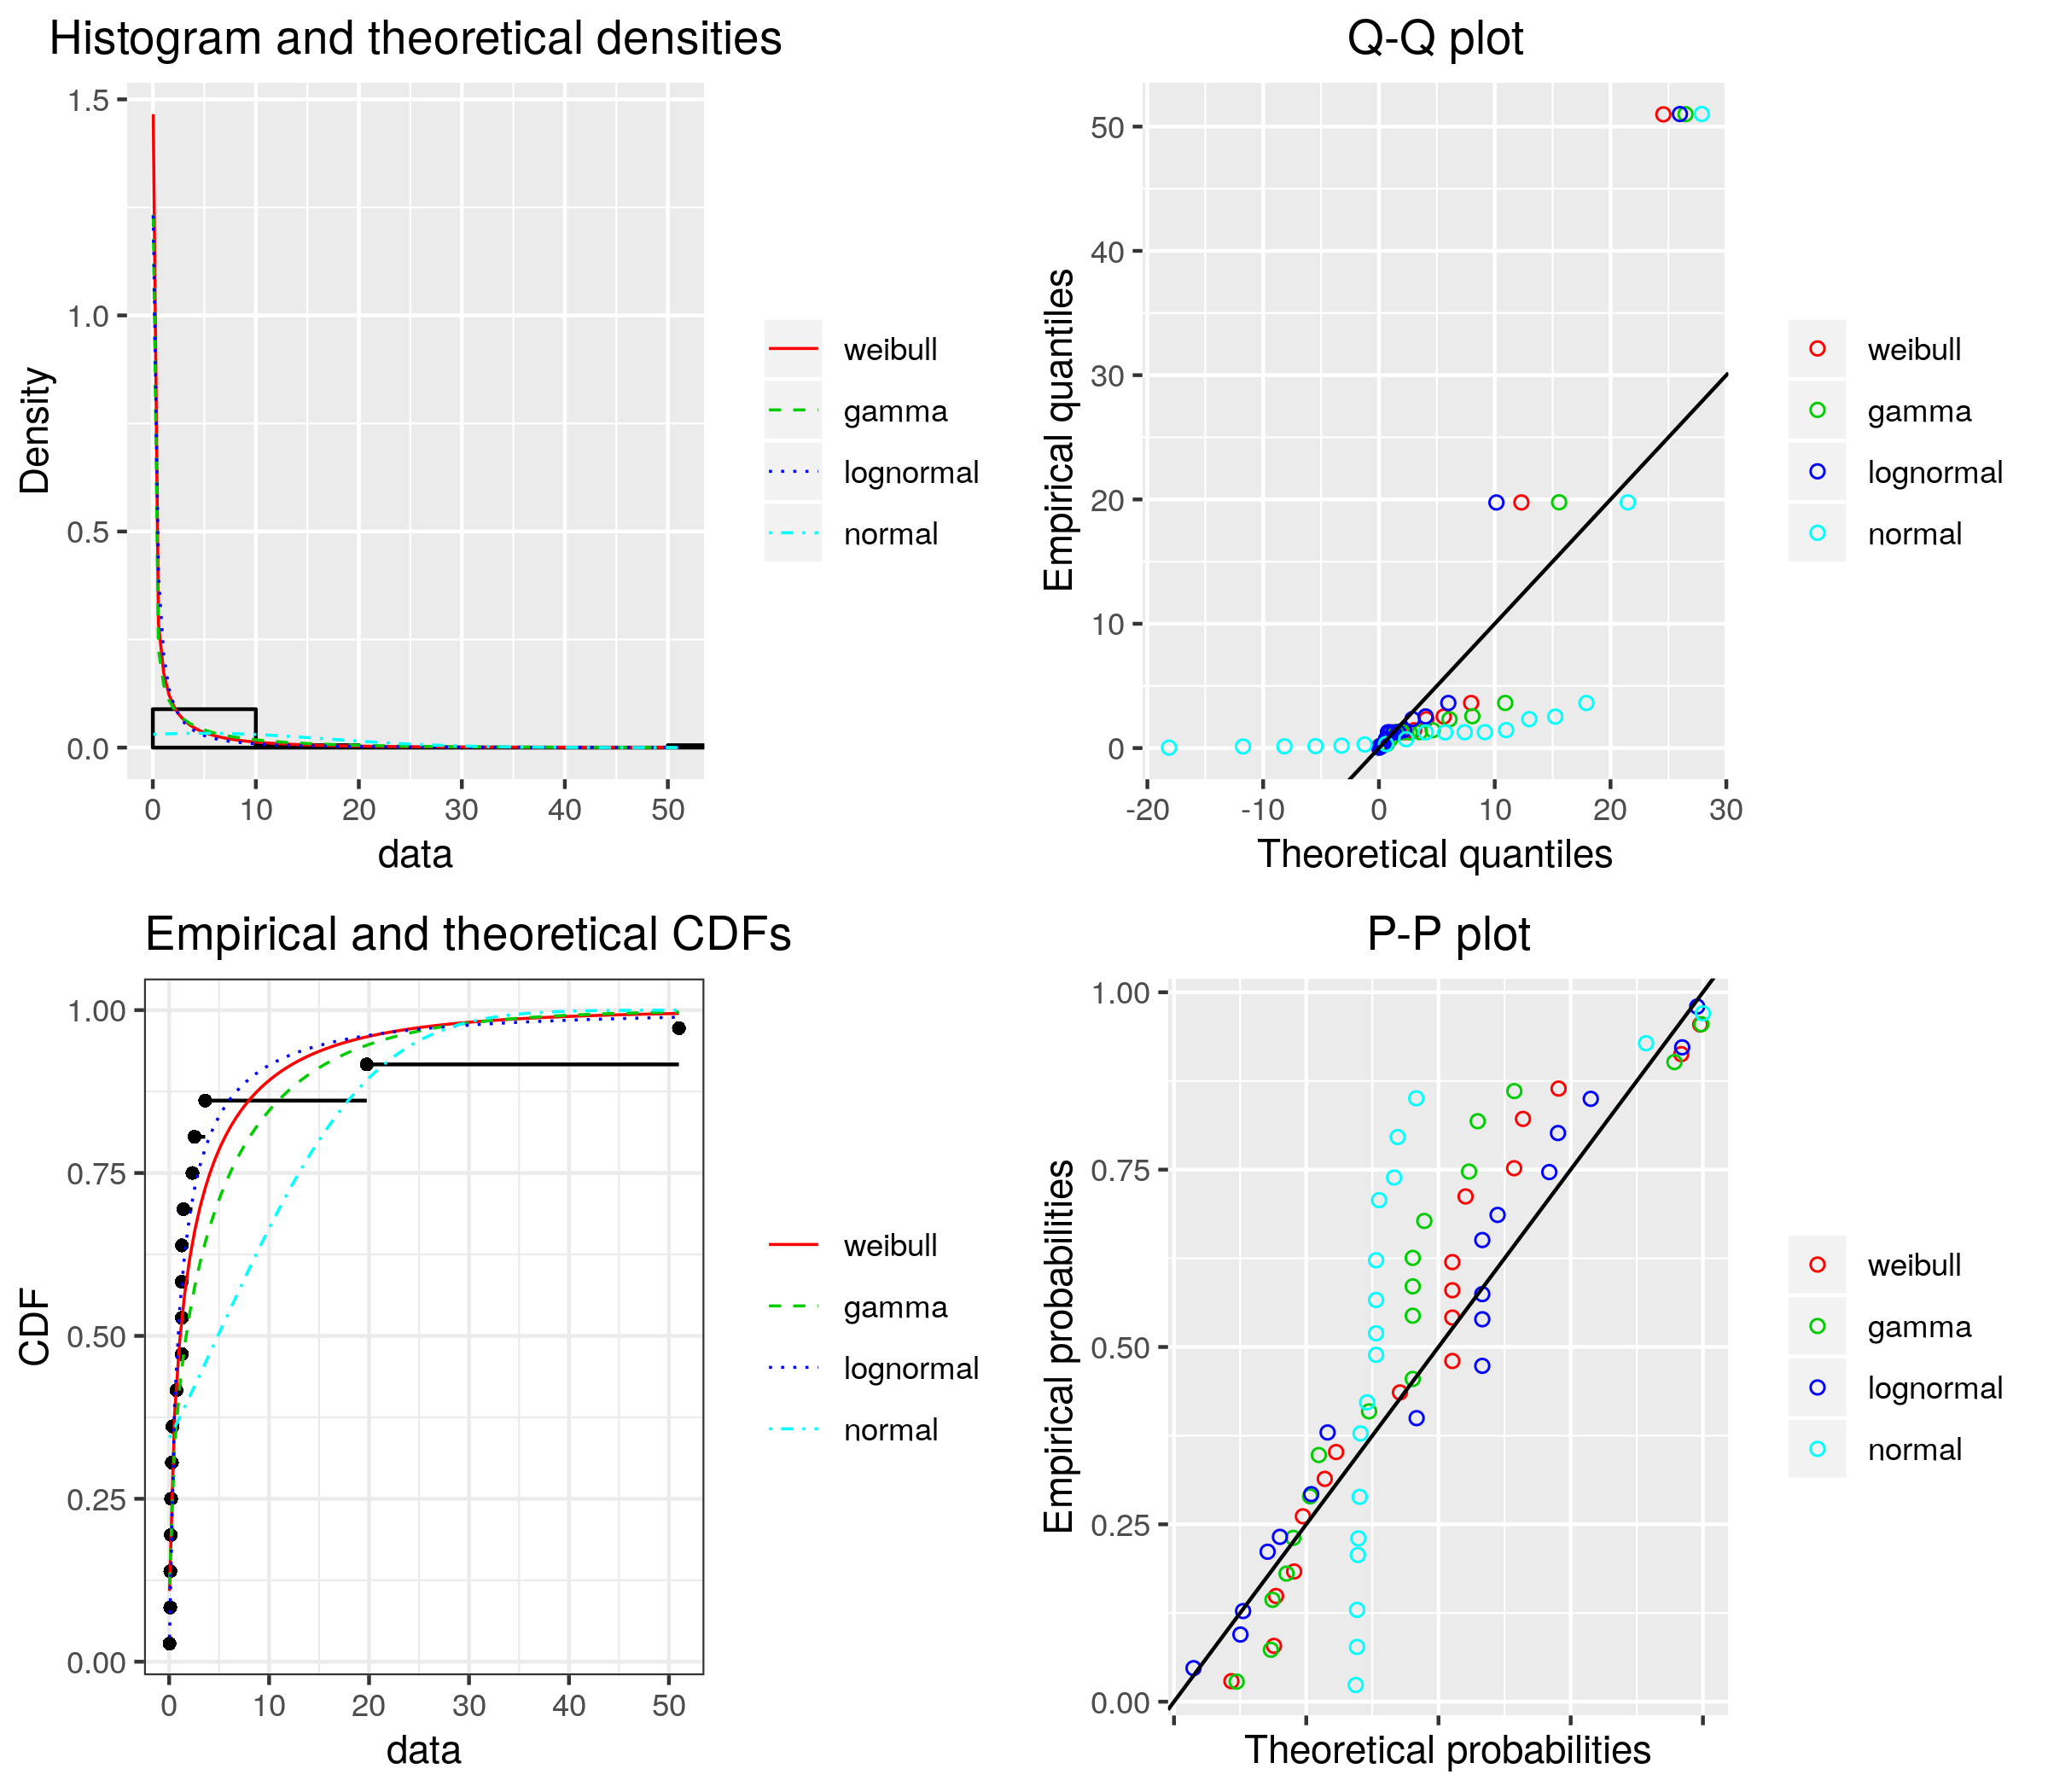 Histogram and theoretical densities
1.5
1.0
0.5
0.0
Density
0 10 20 30 40 50
data
weibull
gamma
lognormal
normal
Q-Q plot
50
40
30
20
10
0
Empirical quantiles
-20 -10 0 10 20 30
Theoretical quantiles
weibull
gamma
lognormal
normal
Empirical and theoretical CDFs
1.00
0.75
0.50
0.25
0.00
CDF
0 10 20 30 40 50
data
weibull
gamma
lognormal
normal
P-P plot
1.00
0.75
0.50
0.25
0.00
Empirical probabilities
Theoretical probabilities
weibull
gamma
lognormal
normal